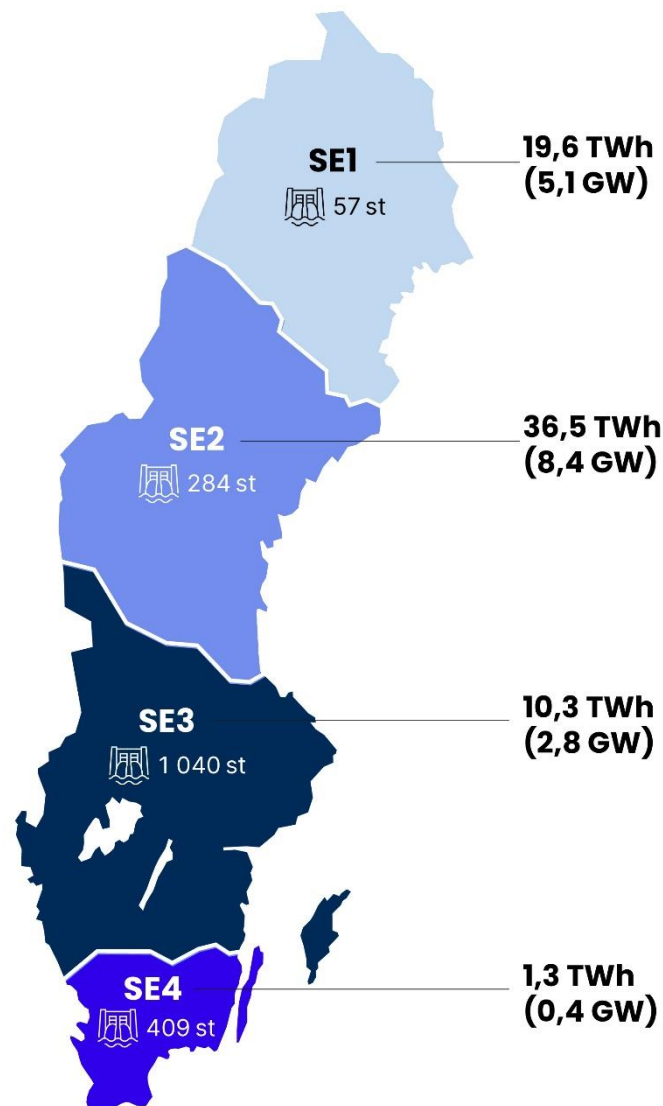 SE1
57 st
19,6 TWh
(5,1 GW)
SE2
284 st
36,5 TWh
(8,4 GW)
SE3
1 040 st
10,3 TWh
(2,8 GW)
SE4
409 st
1,3 TWh
(0,4 GW)